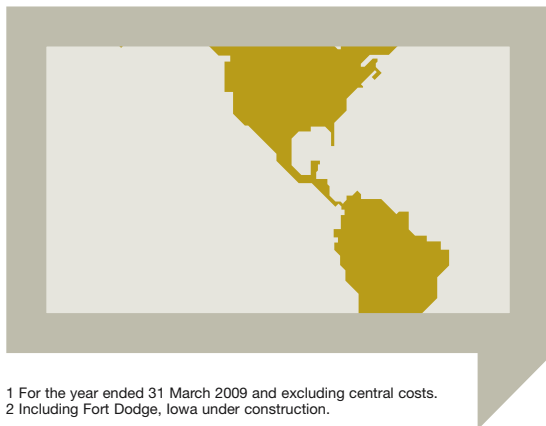 1 For the year ended 31 March 2009 and excluding central costs.
2 Including Fort Dodge, Iowa under construction.